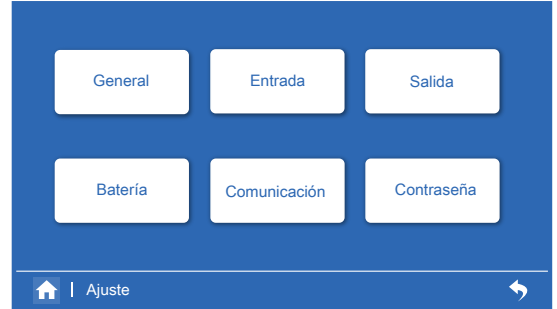 General
Entrada
Salida
Batería
Comunicación
Contraseña
Ajuste